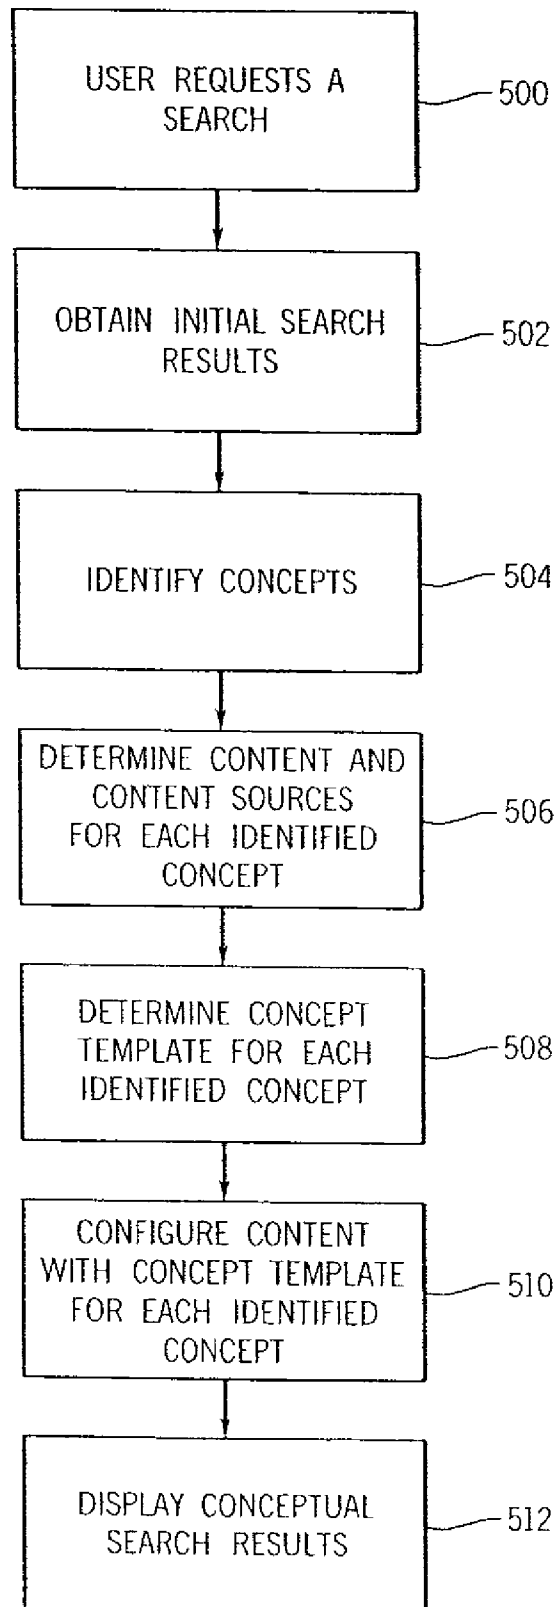 USER REQUESTS A
SEARCH
500
OBTAIN INITIAL SEARCH
RESULTS
502
IDENTIFY CONCEPTS
504
DETERMINE CONTENT AND
CONTENT SOURCES
FOR EACH IDENTIFIED
CONCEPT
506
DETERMINE CONCEPT
TEMPLATE FOR EACH
IDENTIFIED CONCEPT
508
CONFIGURE CONTENT
WITH CONCEPT TEMPLATE
FOR EACH IDENTIFIED
CONCEPT
510
DISPLAY CONCEPTUAL
SEARCH RESULTS
512